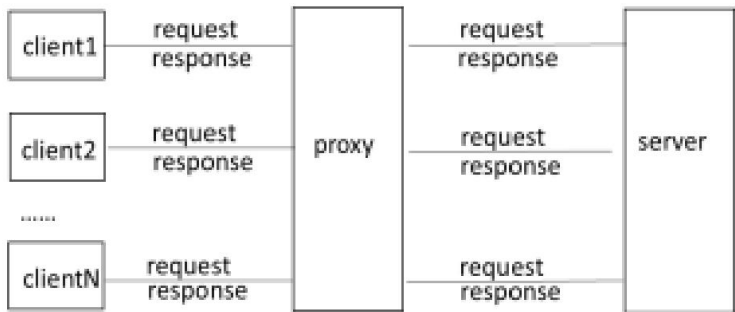 client1
request
response
request
response
client2
request
response
proxy
request
response
server
......
clientN
request
response
request
response